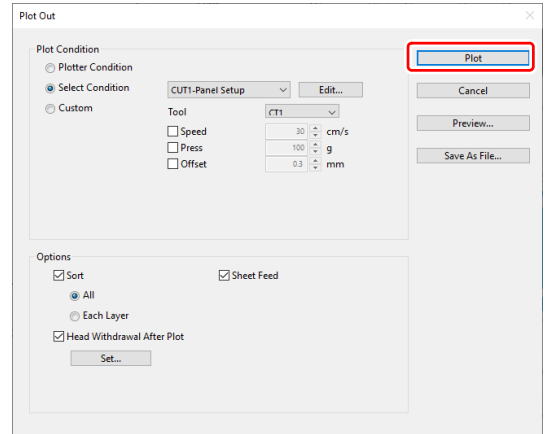 Plot Out
Plot Condition
Plotter Condition
Select Condition
CUT1-Panel Setup
Edit...
Custom
Tool
CT1
Speed
30
cm/s
Press
100
g
Offset
0.3
mm
Plot
Cancel
Preview...
Save As File...
Options
Sort
Sheet Feed
All
Each Layer
Head Withdrawal After Plot
Set...